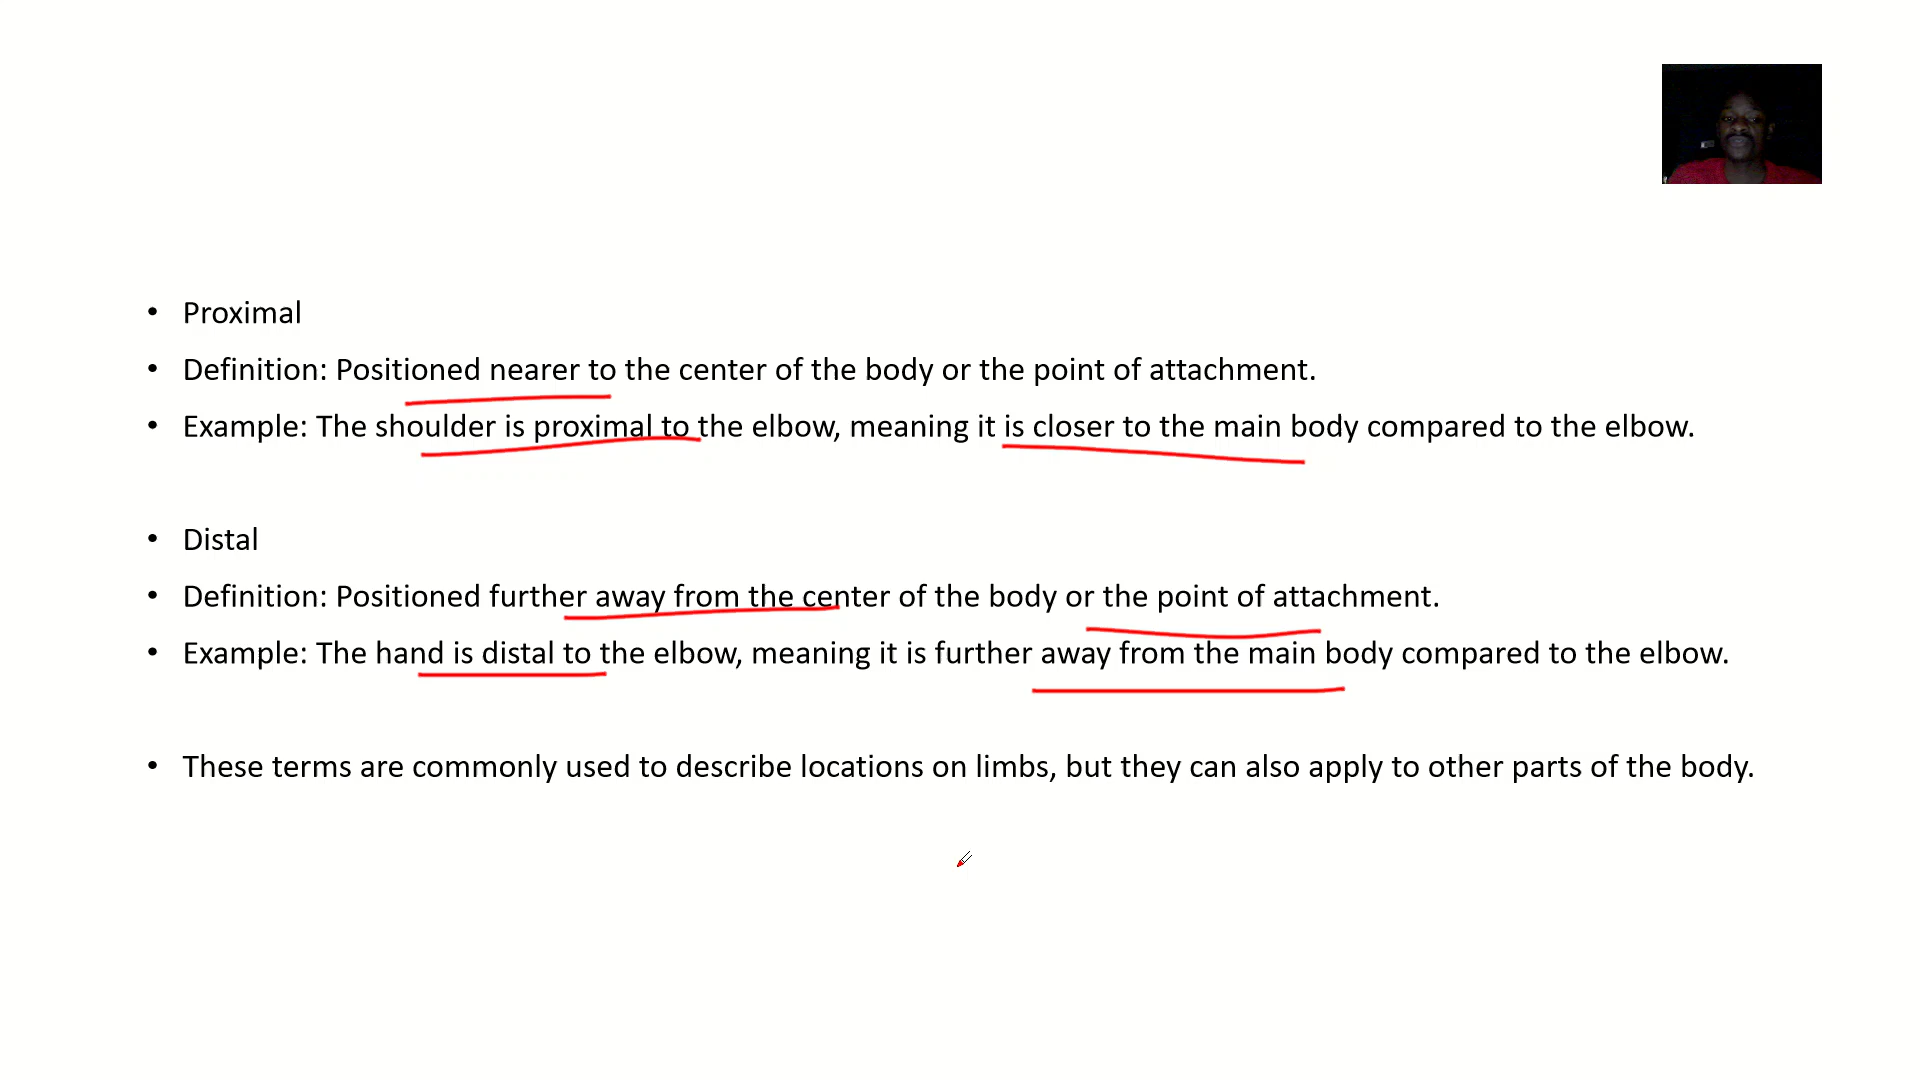 • Proximal
• Definition: Positioned nearer to the center of the body or the point of attachment.
• Example: The shoulder is proximal to the elbow, meaning it is closer to the main body compared to the elbow.
• Distal
• Definition: Positioned further away from the center of the body or the point of attachment.
• Example: The hand is distal to the elbow, meaning it is further away from the main body compared to the elbow.
• These terms are commonly used to describe locations on limbs, but they can also apply to other parts of the body.